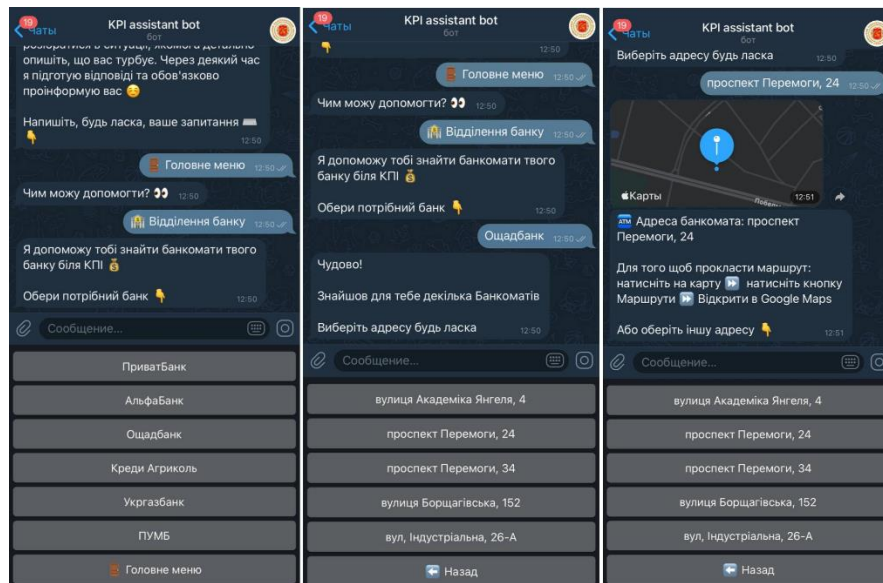 19
Чаты
KPI assistant bot
бот
розібратися в ситуації, якомога детально
опишіть, що вас турбує. Через деякий час
я підготую відповіді та обов'язково
проінформую вас 😊
Напишіть, будь ласка, ваше запитання ⌨️
👇
12:50
🚪 Головне меню 12:50
Чим можу допомогти? 👀 12:50
🏦 Відділення банку 12:50
Я допоможу тобі знайти банкомати твого
банку біля КПІ 💰
Обери потрібний банк 👇 12:50
Сообщение...
ПриватБанк
АльфаБанк
Ощадбанк
Креди Агриколь
Укргазбанк
ПУМБ
🚪 Головне меню
19
Чаты
KPI assistant bot
бот
👇 12:50
🚪 Головне меню 12:50
Чим можу допомогти? 👀 12:50
🏦 Відділення банку 12:50
Я допоможу тобі знайти банкомати твого
банку біля КПІ 💰
Обери потрібний банк 👇 12:50
Ощадбанк 12:50
Чудово!
Знайшов для тебе декілька Банкоматів
Виберіть адресу будь ласка 12:50
Сообщение...
вулиця Академіка Янгеля, 4
проспект Перемоги, 24
проспект Перемоги, 34
вулиця Борщагівська, 152
вул, Індустріальна, 26-А
⬅️ Назад
19
Чаты
KPI assistant bot
бот
Виберіть адресу будь ласка 12:50
проспект Перемоги, 24 12:50
Карты
12:51
🏧 Адреса банкомата: проспект
Перемоги, 24
Для того щоб прокласти маршрут:
натисніть на карту ⏩ натисніть кнопку
Маршрути ⏩ Відкрити в Google Maps
Або оберіть іншу адресу 👇 12:51
Сообщение...
вулиця Академіка Янгеля, 4
проспект Перемоги, 24
проспект Перемоги, 34
вулиця Борщагівська, 152
вул, Індустріальна, 26-А
⬅️ Назад